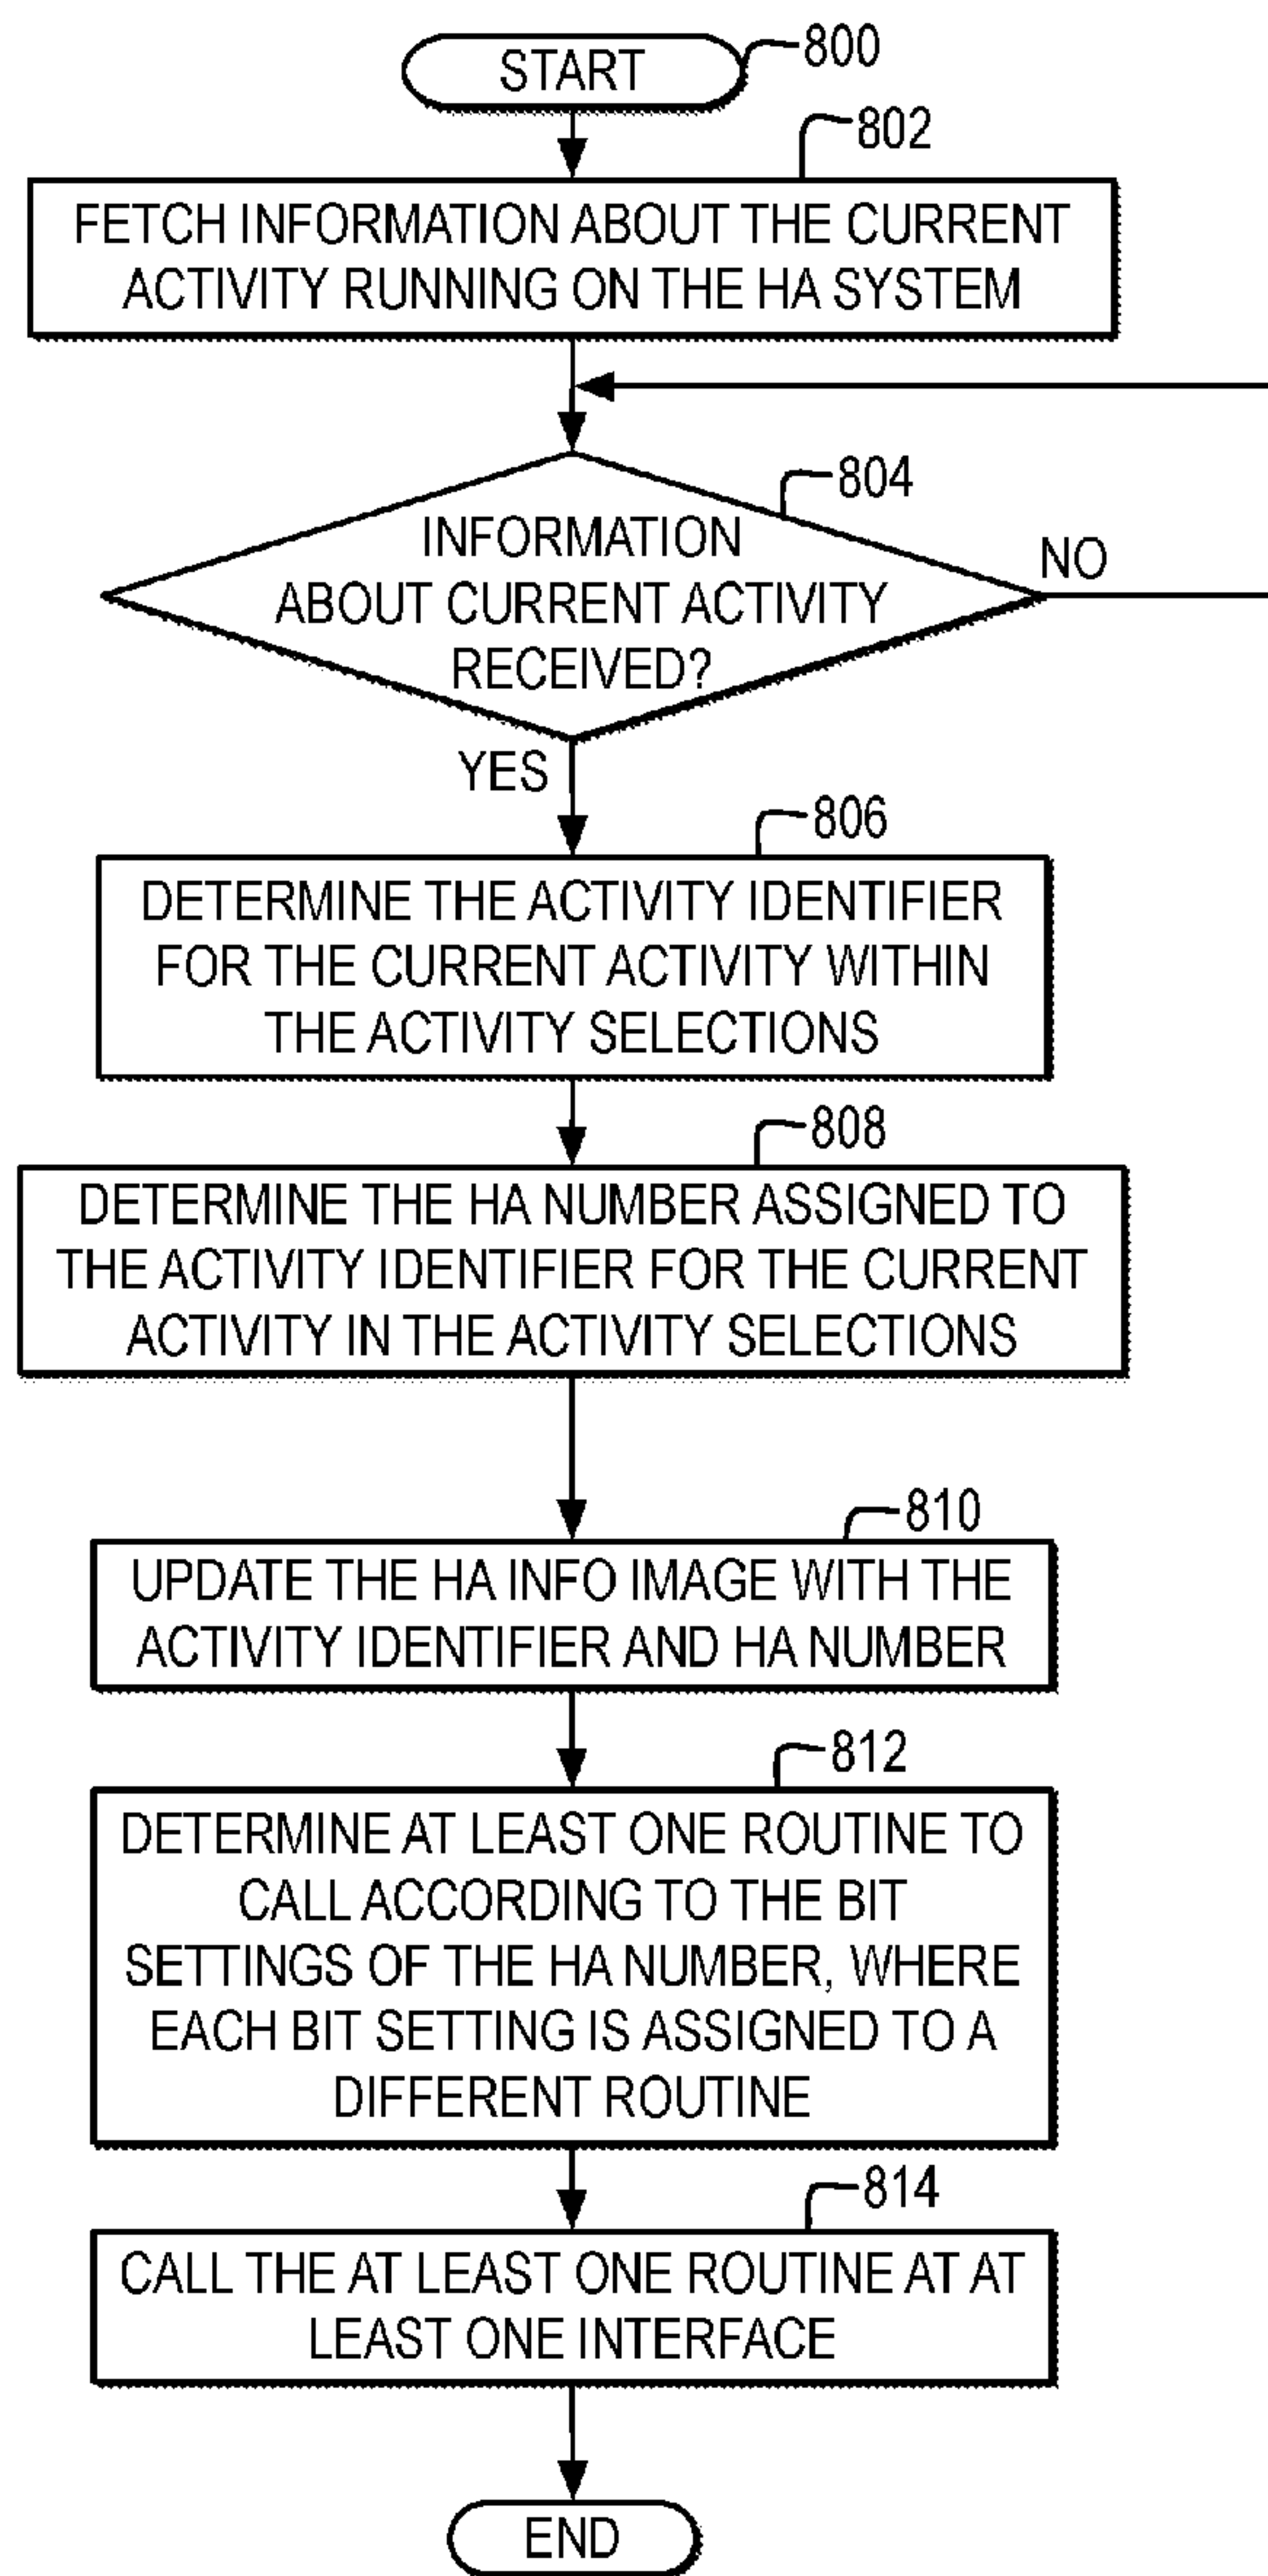 START
800
802
FETCH INFORMATION ABOUT THE CURRENT
ACTIVITY RUNNING ON THE HA SYSTEM
804
INFORMATION
ABOUT CURRENT ACTIVITY
RECEIVED?
NO
YES
806
DETERMINE THE ACTIVITY IDENTIFIER
FOR THE CURRENT ACTIVITY WITHIN
THE ACTIVITY SELECTIONS
808
DETERMINE THE HA NUMBER ASSIGNED TO
THE ACTIVITY IDENTIFIER FOR THE CURRENT
ACTIVITY IN THE ACTIVITY SELECTIONS
810
UPDATE THE HA INFO IMAGE WITH THE
ACTIVITY IDENTIFIER AND HA NUMBER
812
DETERMINE AT LEAST ONE ROUTINE TO
CALL ACCORDING TO THE BIT
SETTINGS OF THE HA NUMBER, WHERE
EACH BIT SETTING IS ASSIGNED TO A
DIFFERENT ROUTINE
814
CALL THE AT LEAST ONE ROUTINE AT AT
LEAST ONE INTERFACE
END